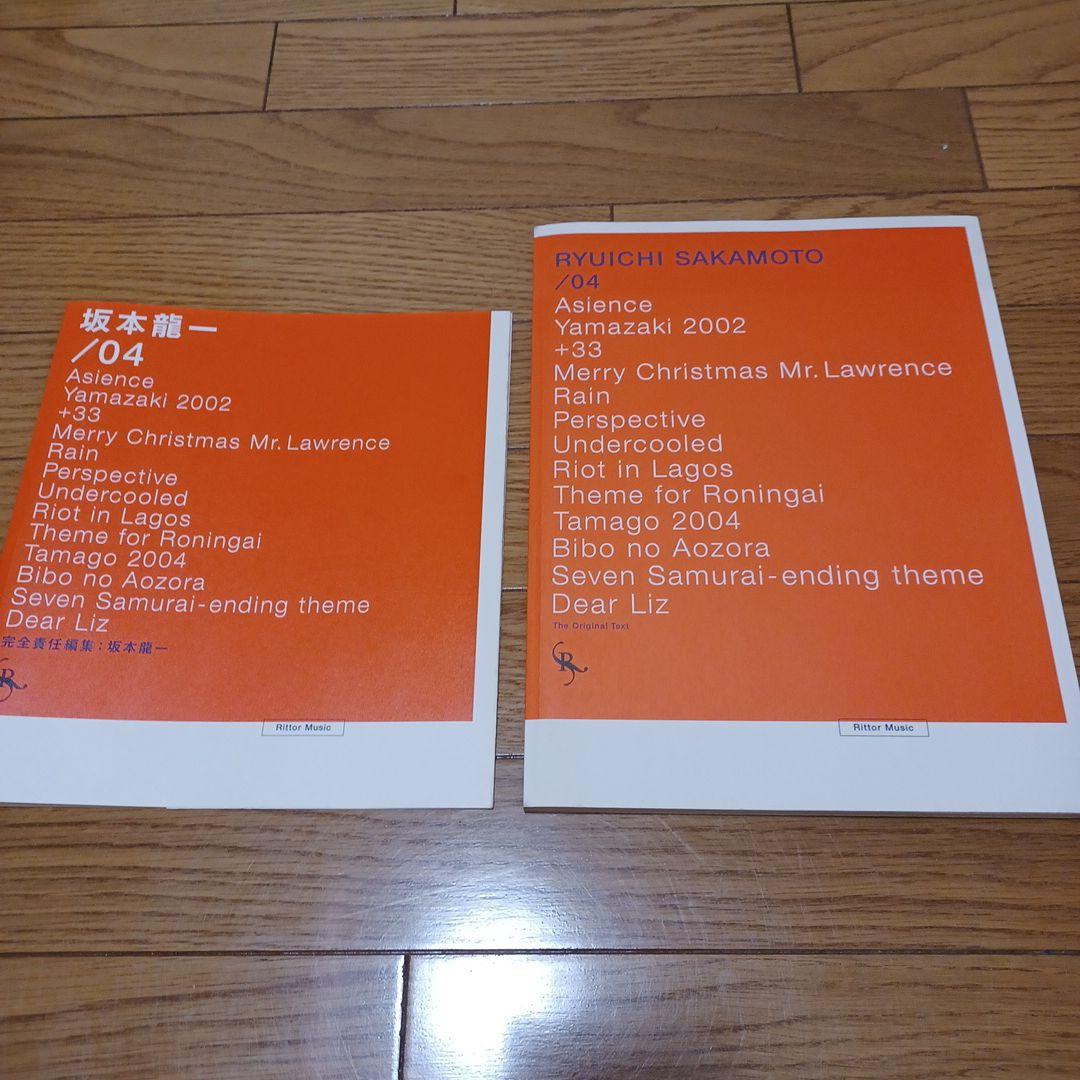 坂本龍一
/04
Asience
Yamazaki 2002
+33
Merry Christmas Mr. Lawrence
Rain
Perspective
Undercooled
Riot in Lagos
Theme for Roningai
Tamago 2004
Bibo no Aozora
Seven Samurai-ending theme
Dear Liz
完全責任編集：坂本龍一
R
Rittor Music
RYUICHI SAKAMOTO
/04
Asience
Yamazaki 2002
+33
Merry Christmas Mr. Lawrence
Rain
Perspective
Undercooled
Riot in Lagos
Theme for Roningai
Tamago 2004
Bibo no Aozora
Seven Samurai-ending theme
Dear Liz
The Original Text
R
Rittor Music